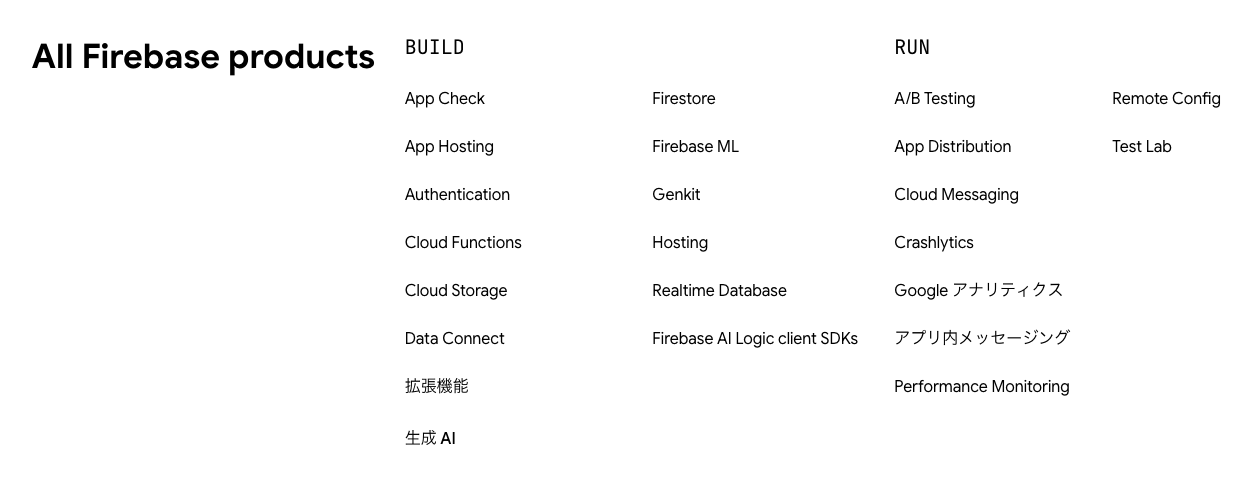 All Firebase products
BUILD
App Check
App Hosting
Authentication
Cloud Functions
Cloud Storage
Data Connect
拡張機能
生成 AI
Firestore
Firebase ML
Genkit
Hosting
Realtime Database
Firebase AI Logic client SDKs
RUN
A/B Testing
App Distribution
Cloud Messaging
Crashlytics
Google アナリティクス
アプリ内メッセージング
Performance Monitoring
Remote Config
Test Lab